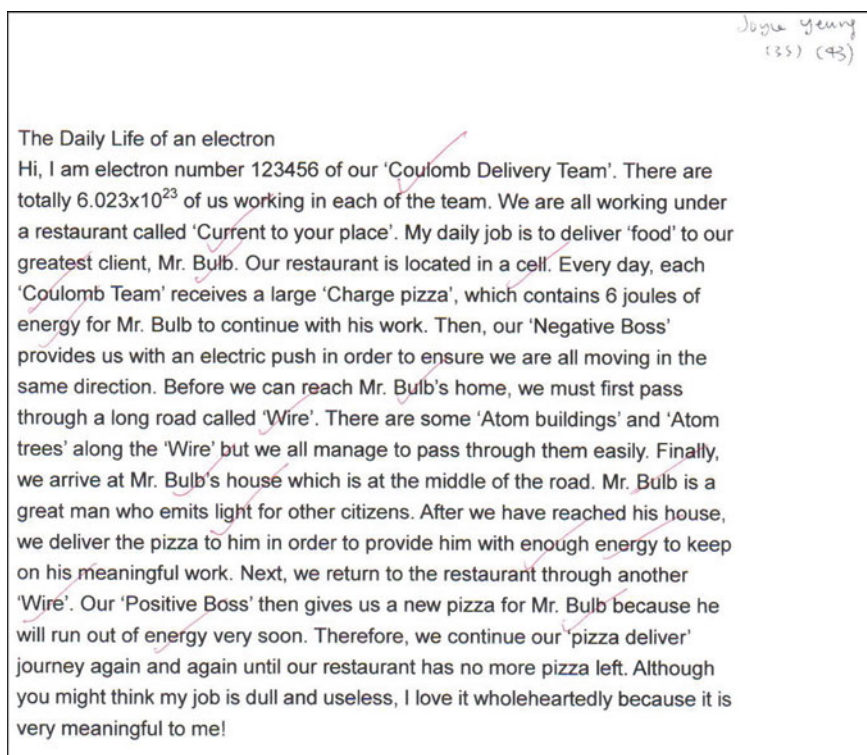 Joyce Yeung
(3S) (43)
The Daily Life of an electron
Hi, I am electron number 123456 of our ‘Coulomb Delivery Team’. There are
totally 6.023x10²³ of us working in each of the team. We are all working under
a restaurant called ‘Current to your place’. My daily job is to deliver ‘food’ to our
greatest client, Mr. Bulb. Our restaurant is located in a cell. Every day, each
‘Coulomb Team’ receives a large ‘Charge pizza’, which contains 6 joules of
energy for Mr. Bulb to continue with his work. Then, our ‘Negative Boss’
provides us with an electric push in order to ensure we are all moving in the
same direction. Before we can reach Mr. Bulb’s home, we must first pass
through a long road called ‘Wire’. There are some ‘Atom buildings’ and ‘Atom
trees’ along the ‘Wire’ but we all manage to pass through them easily. Finally,
we arrive at Mr. Bulb’s house which is at the middle of the road. Mr. Bulb is a
great man who emits light for other citizens. After we have reached his house,
we deliver the pizza to him in order to provide him with enough energy to keep
on his meaningful work. Next, we return to the restaurant through another
‘Wire’. Our ‘Positive Boss’ then gives us a new pizza for Mr. Bulb because he
will run out of energy very soon. Therefore, we continue our ‘pizza deliver’
journey again and again until our restaurant has no more pizza left. Although
you might think my job is dull and useless, I love it wholeheartedly because it is
very meaningful to me!